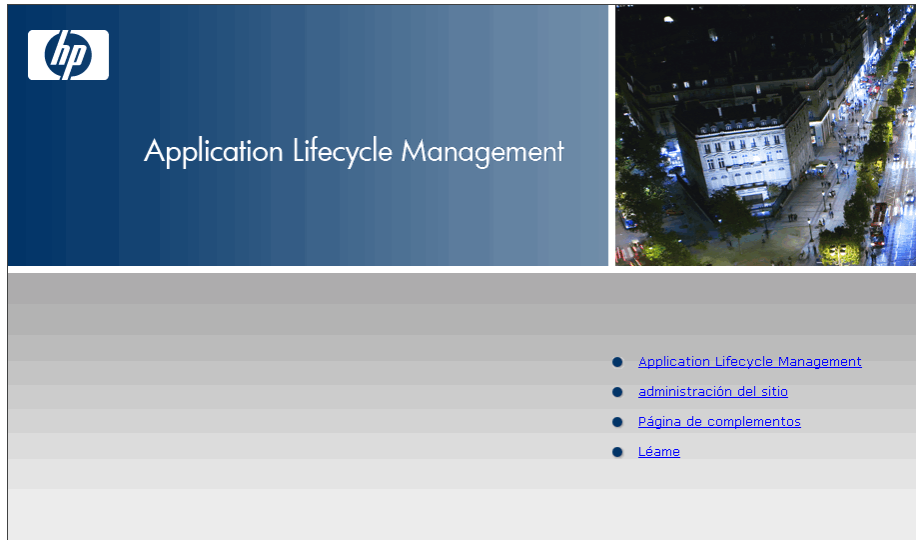 hp
Application Lifecycle Management
Application Lifecycle Management
administración del sitio
Página de complementos
Léame